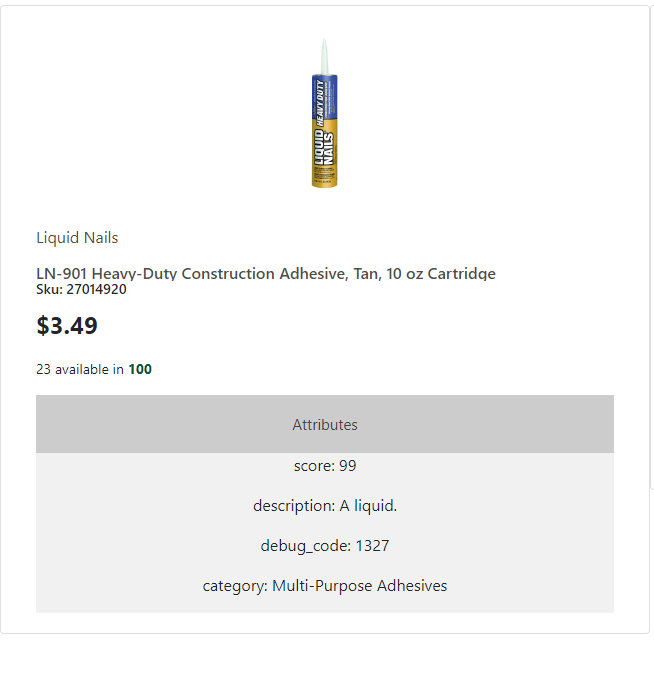 HEAVY DUTY
LIQUID
NAILS
Liquid Nails
LN-901 Heavy-Duty Construction Adhesive, Tan, 10 oz Cartridge
Sku: 27014920
$3.49
23 available in 100
Attributes
score: 99
description: A liquid.
debug_code: 1327
category: Multi-Purpose Adhesives